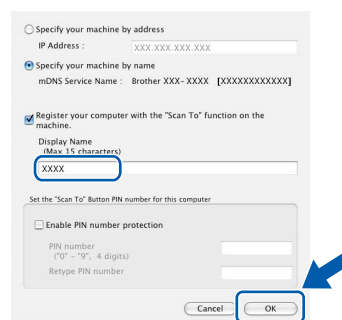 Specify your machine by address
IP Address : XXX.XXX.XXX.XXX
Specify your machine by name
mDNS Service Name : Brother XXX- XXXX [XXXXXXXXXXXX]
Register your computer with the "Scan To" function on the
machine.
Display Name
(Max 15 characters)
XXXX
Set the "Scan To" Button PIN number for this computer
Enable PIN number protection
PIN number
("0" - "9", 4 digits)
Retype PIN number
Cancel OK